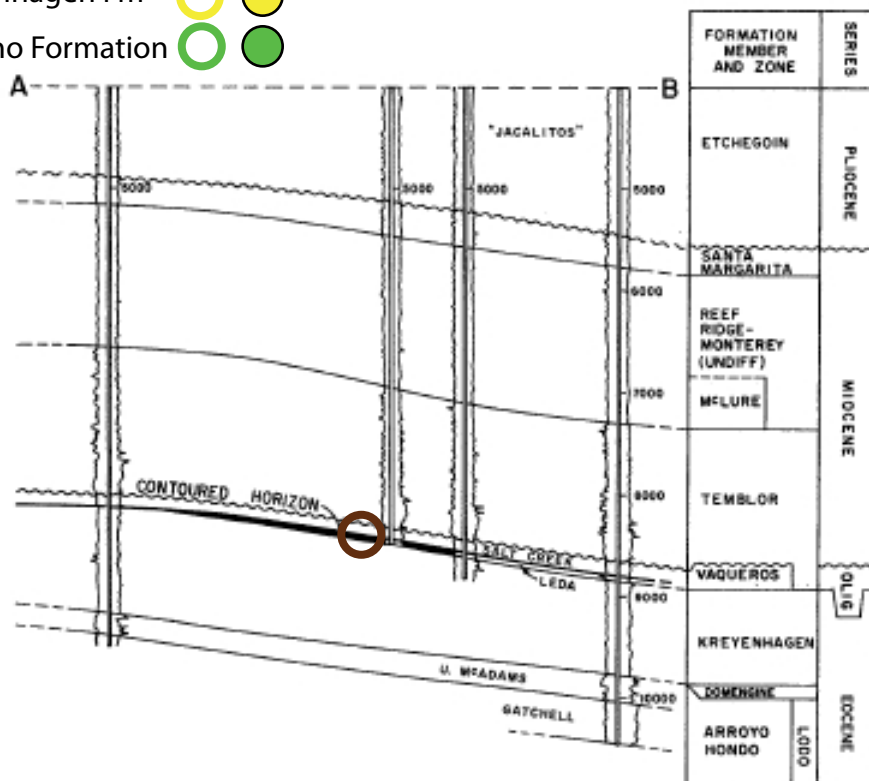 nhagen Fm
no Formation
A
B
FORMATION
MEMBER
AND ZONE
SERIES
"JACALITOS"
ETCHEGOIN
PLIOCENE
5000
5000
5000
5000
SANTA
MARGARITA
6000
REEF
RIDGE-
MONTEREY
(UNDIFF)
7000
McLURE
MIOCENE
CONTOURED HORIZON
8000
TEMBLOR
SALT CREEK
LEDA
VAQUEROS
OLIG
9000
KREYENHAGEN
U. McADAMS
10000
DOMENGINE
GATCHELL
ARROYO
HONDO
LODO
EOCENE